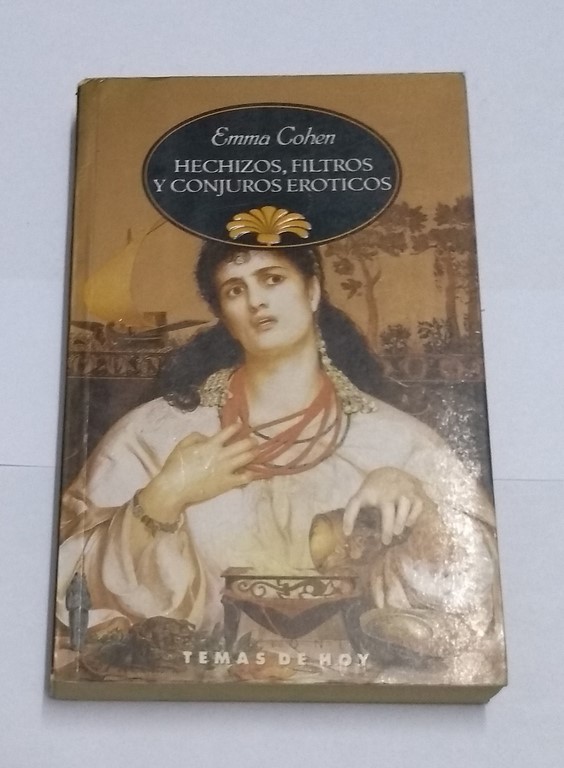 Emma Cohen
HECHIZOS, FILTROS
Y CONJUROS EROTICOS
TEMAS DE HOY